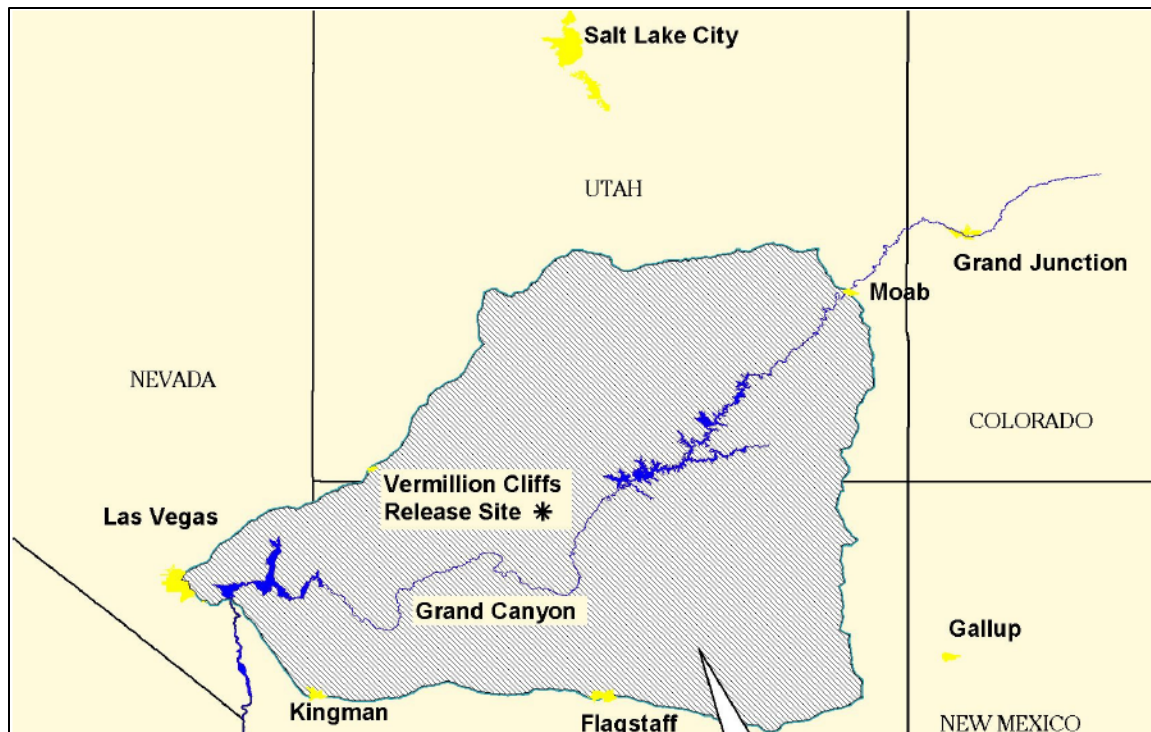 Salt Lake City
UTAH
Grand Junction
Moab
NEVADA
COLORADO
Vermillion Cliffs
Release Site
Las Vegas
Grand Canyon
Gallup
Kingman
Flagstaff
NEW MEXICO